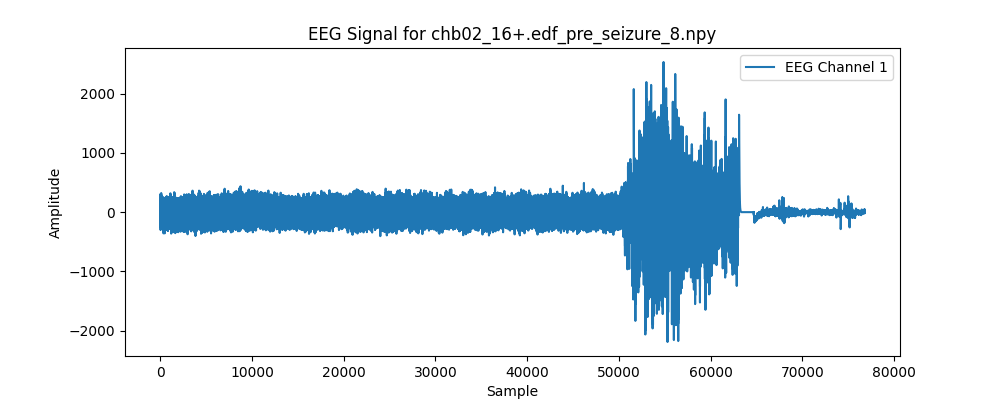 EEG Signal for chb02_16+.edf_pre_seizure_8.npy
EEG Channel 1
Amplitude
2000
1000
0
−1000
−2000
0 10000 20000 30000 40000 50000 60000 70000 80000
Sample